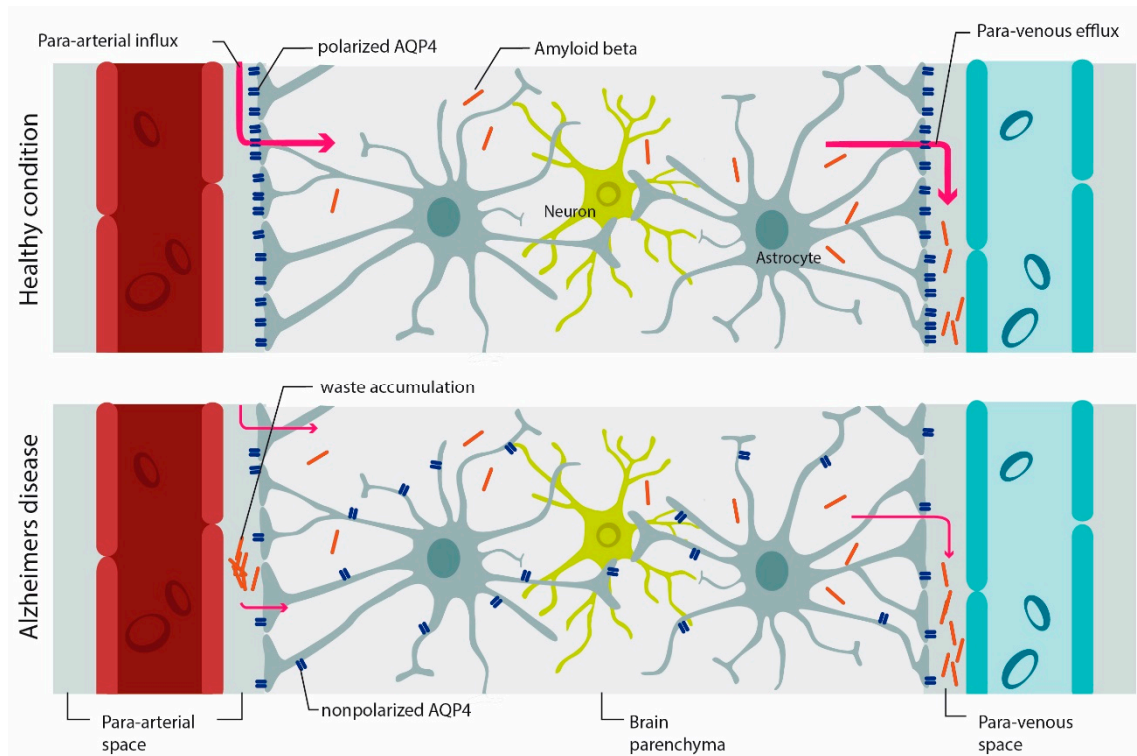 Para-arterial influx
polarized AQP4
Amyloid beta
Para-venous efflux
Healthy condition
Neuron
Astrocyte
waste accumulation
Alzheimers disease
Para-arterial
space
nonpolarized AQP4
Brain
parenchyma
Para-venous
space